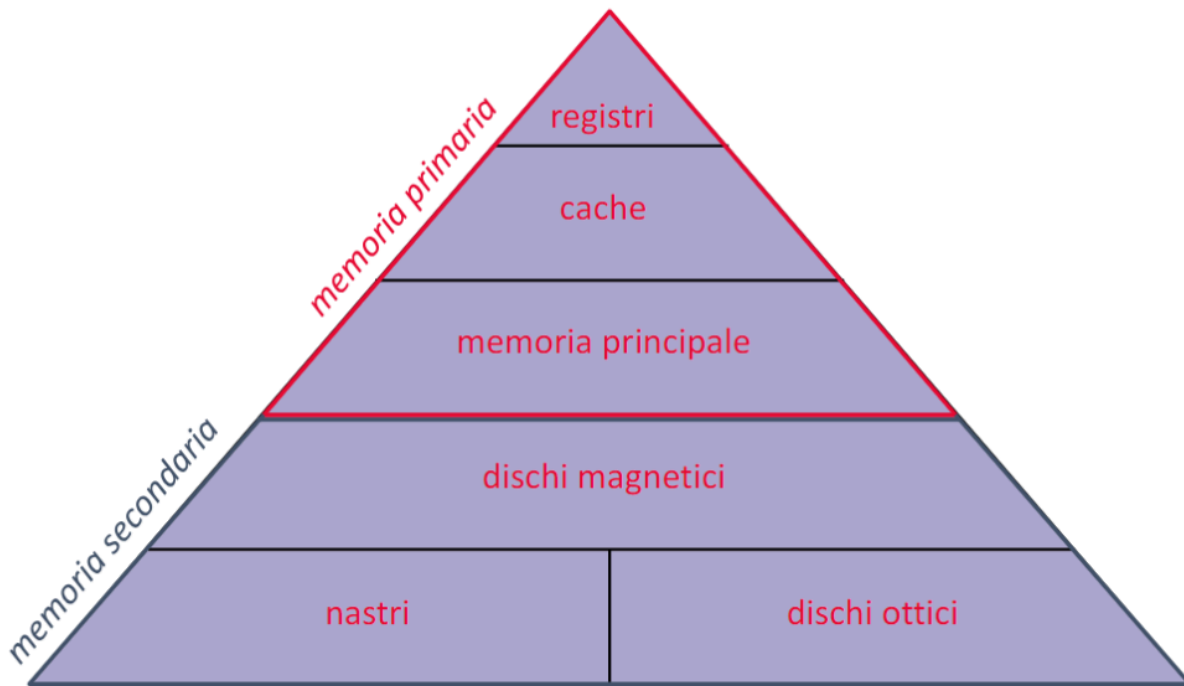 registri
memoria primaria
cache
memoria principale
memoria secondaria
dischi magnetici
nastri
dischi ottici